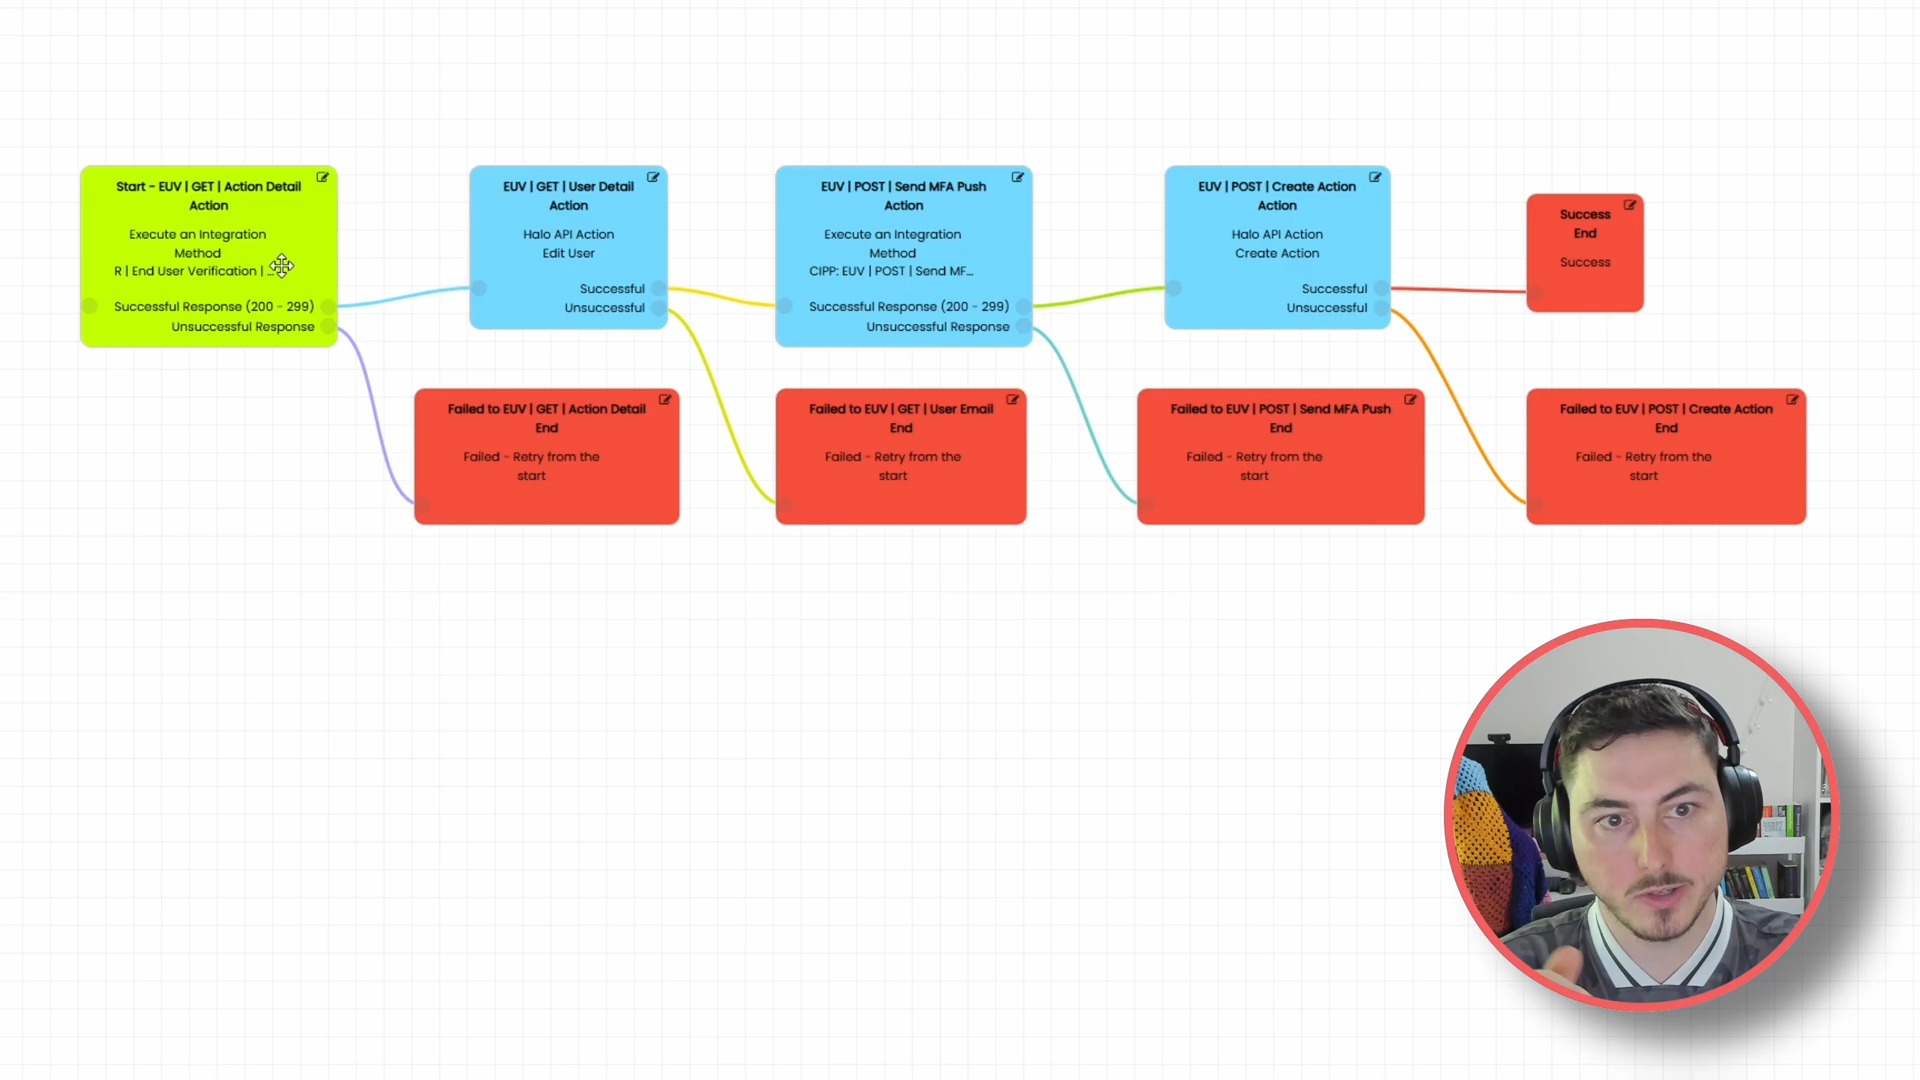 Start - EUV | GET | Action Detail
Action
Execute an Integration
Method
R | End User Verification | ...
Successful Response (200 - 299)
Unsuccessful Response
EUV | GET | User Detail
Action
Halo API Action
Edit User
Successful
Unsuccessful
EUV | POST | Send MFA Push
Action
Execute an Integration
Method
CIPP: EUV | POST | Send MF...
Successful Response (200 - 299)
Unsuccessful Response
EUV | POST | Create Action
Action
Halo API Action
Create Action
Successful
Unsuccessful
Success
End
Success
Failed to EUV | GET | Action Detail
End
Failed - Retry from the
start
Failed to EUV | GET | User Email
End
Failed - Retry from the
start
Failed to EUV | POST | Send MFA Push
End
Failed - Retry from the
start
Failed to EUV | POST | Create Action
End
Failed - Retry from the
start